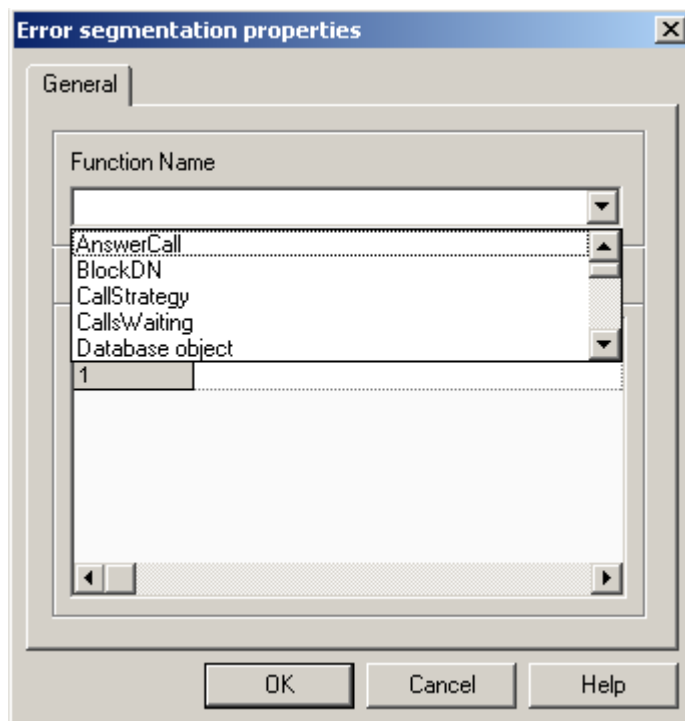 Error segmentation properties
General
Function Name
AnswerCall
BlockDN
CallStrategy
CallsWaiting
Database object
1
OK
Cancel
Help